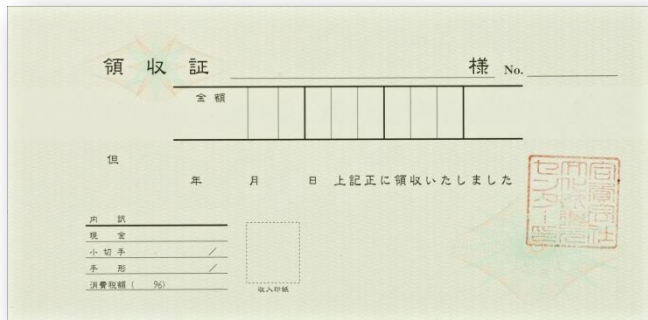 領収証 様 No.
金額
但
年 月 日 上記正に領収いたしました
内訳
現金
小切手 /
手形 /
消費税額( %)
収入印紙